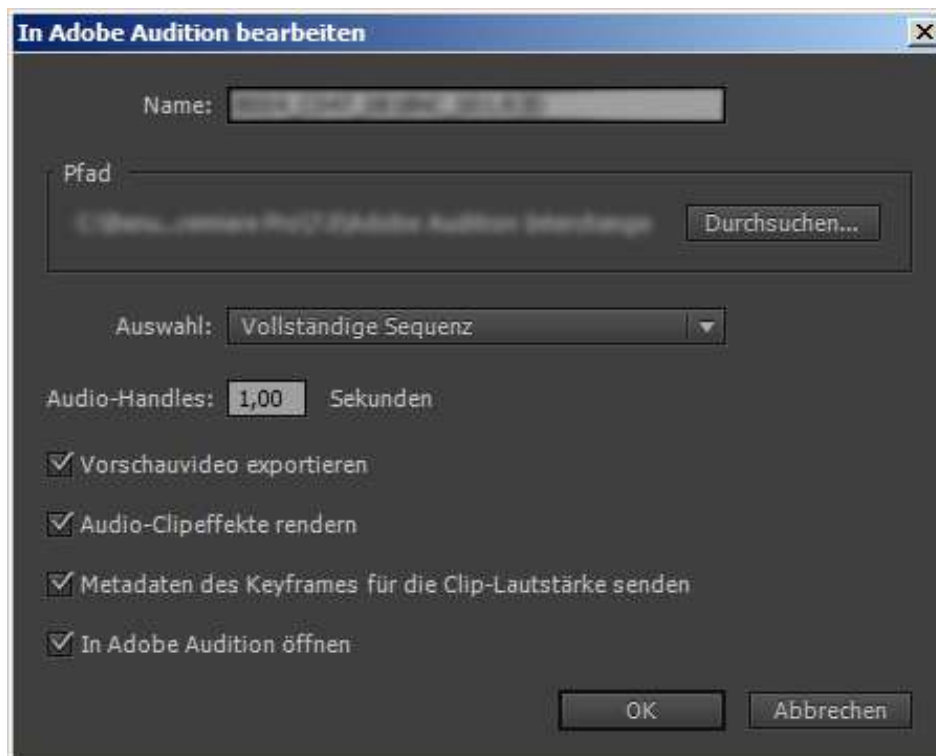 In Adobe Audition bearbeiten
Name:
Pfad
Durchsuchen...
Auswahl: Vollständige Sequenz
Audio-Handles: 1,00 Sekunden
Vorschauvideo exportieren
Audio-Clipeffekte rendern
Metadaten des Keyframes für die Clip-Lautstärke senden
In Adobe Audition öffnen
OK Abbrechen